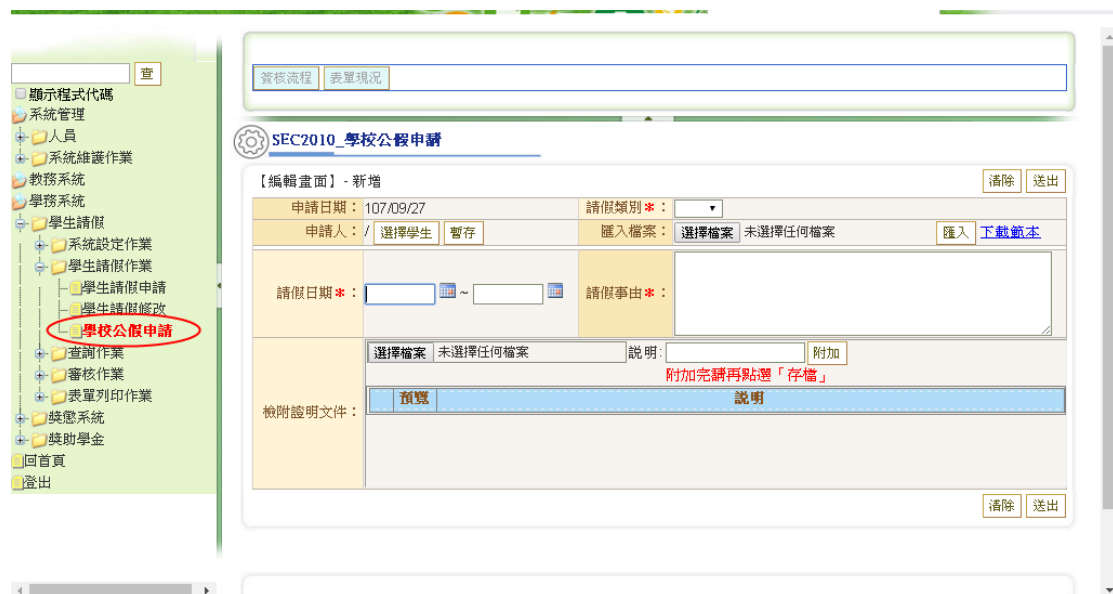 查
顯示程式代碼
系統管理
人員
系統維護作業
教務系統
學務系統
學生請假
系統設定作業
學生請假作業
學生請假申請
學生請假修改
學校公假申請
查詢作業
審核作業
表單列印作業
獎懲系統
獎助學金
回首頁
登出
簽核流程 表單現況
SEC2010_學校公假申請
【編輯畫面】- 新增 清除 送出
申請日期： 107/09/27 請假類別＊：
申請人： / 選擇學生 暫存 匯入檔案： 選擇檔案 未選擇任何檔案 匯入 下載範本
請假日期＊： ~ 請假事由＊：
選擇檔案 未選擇任何檔案 說明: 附加
附加完請再點選「存檔」
檢附證明文件： 預覽 說明
清除 送出